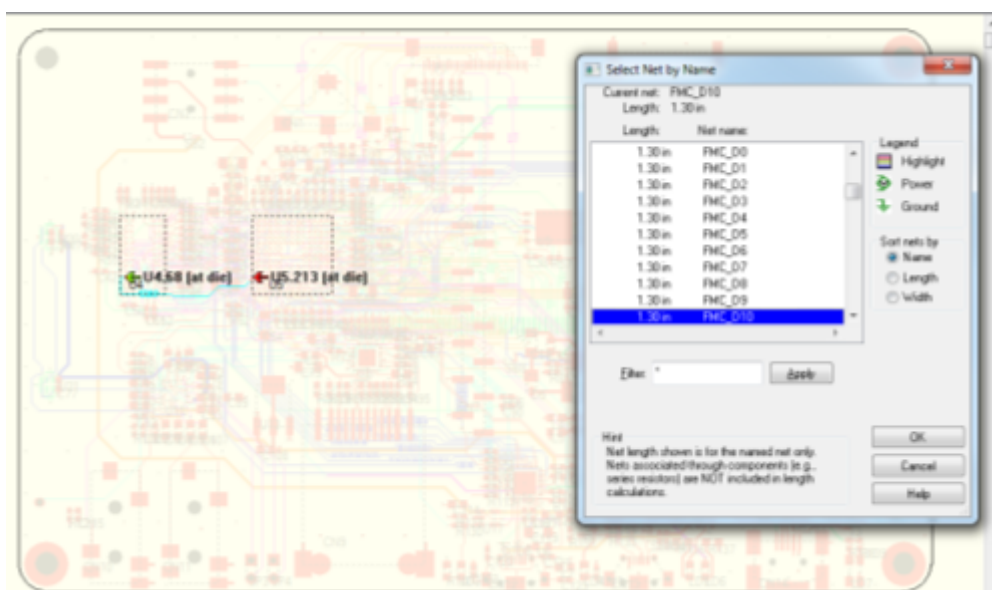 Select Net by Name
Current net: FMC_D10
Length: 1.30 in
Length: Net name:
1.30 in FMC_D0
1.30 in FMC_D1
1.30 in FMC_D2
1.30 in FMC_D3
1.30 in FMC_D4
1.30 in FMC_D5
1.30 in FMC_D6
1.30 in FMC_D7
1.30 in FMC_D8
1.30 in FMC_D9
1.30 in FMC_D10
Legend
Highlight
Power
Ground
Sort nets by
Name
Length
Width
Filter: *
Apply
Hint
Net length shown is for the named net only.
Nets associated through components (e.g.,
series resistors) are NOT included in length
calculations.
OK
Cancel
Help
U4.68 (at die)
U5.213 (at die)